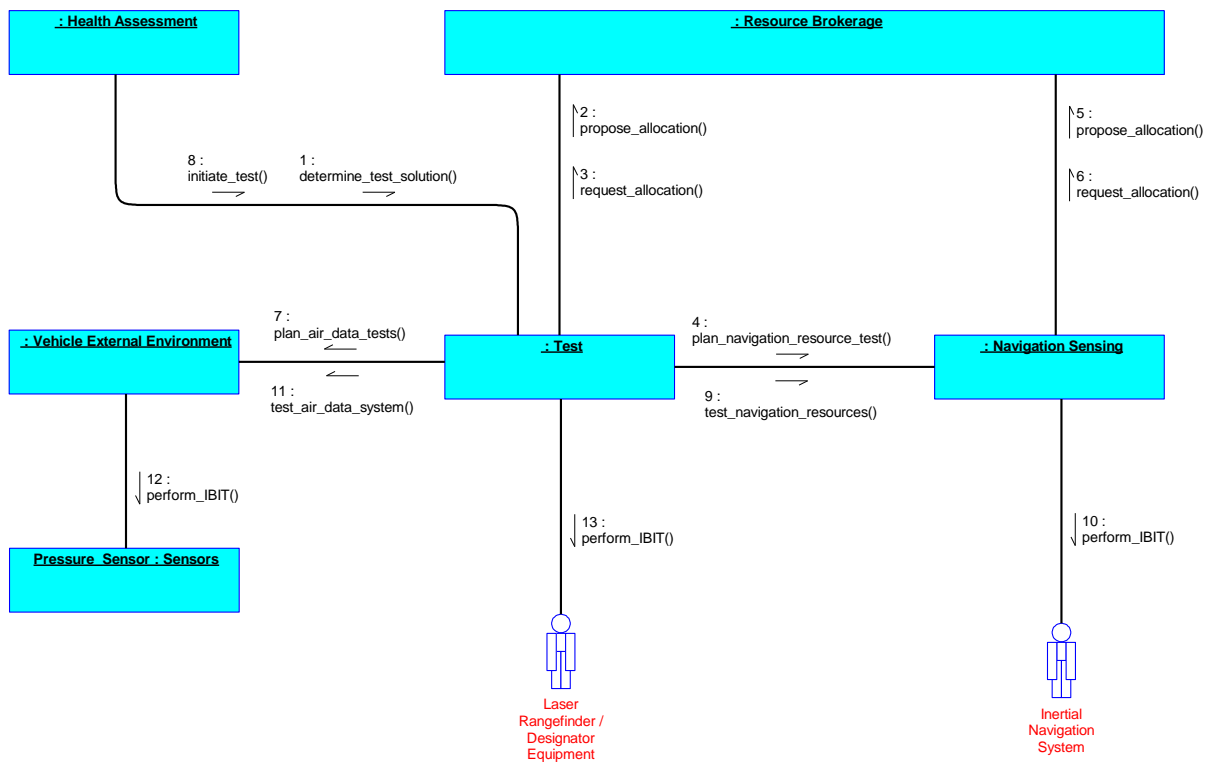 : Health Assessment
: Resource Brokerage
2 :
propose_allocation()
5 :
propose_allocation()
8 :
initiate_test()
1 :
determine_test_solution()
3 :
request_allocation()
6 :
request_allocation()
7 :
plan_air_data_tests()
4 :
plan_navigation_resource_test()
: Vehicle External Environment
: Test
: Navigation Sensing
11 :
test_air_data_system()
9 :
test_navigation_resources()
12 :
perform_IBIT()
13 :
perform_IBIT()
10 :
perform_IBIT()
Pressure_Sensor : Sensors
Laser
Rangefinder /
Designator
Equipment
Inertial
Navigation
System